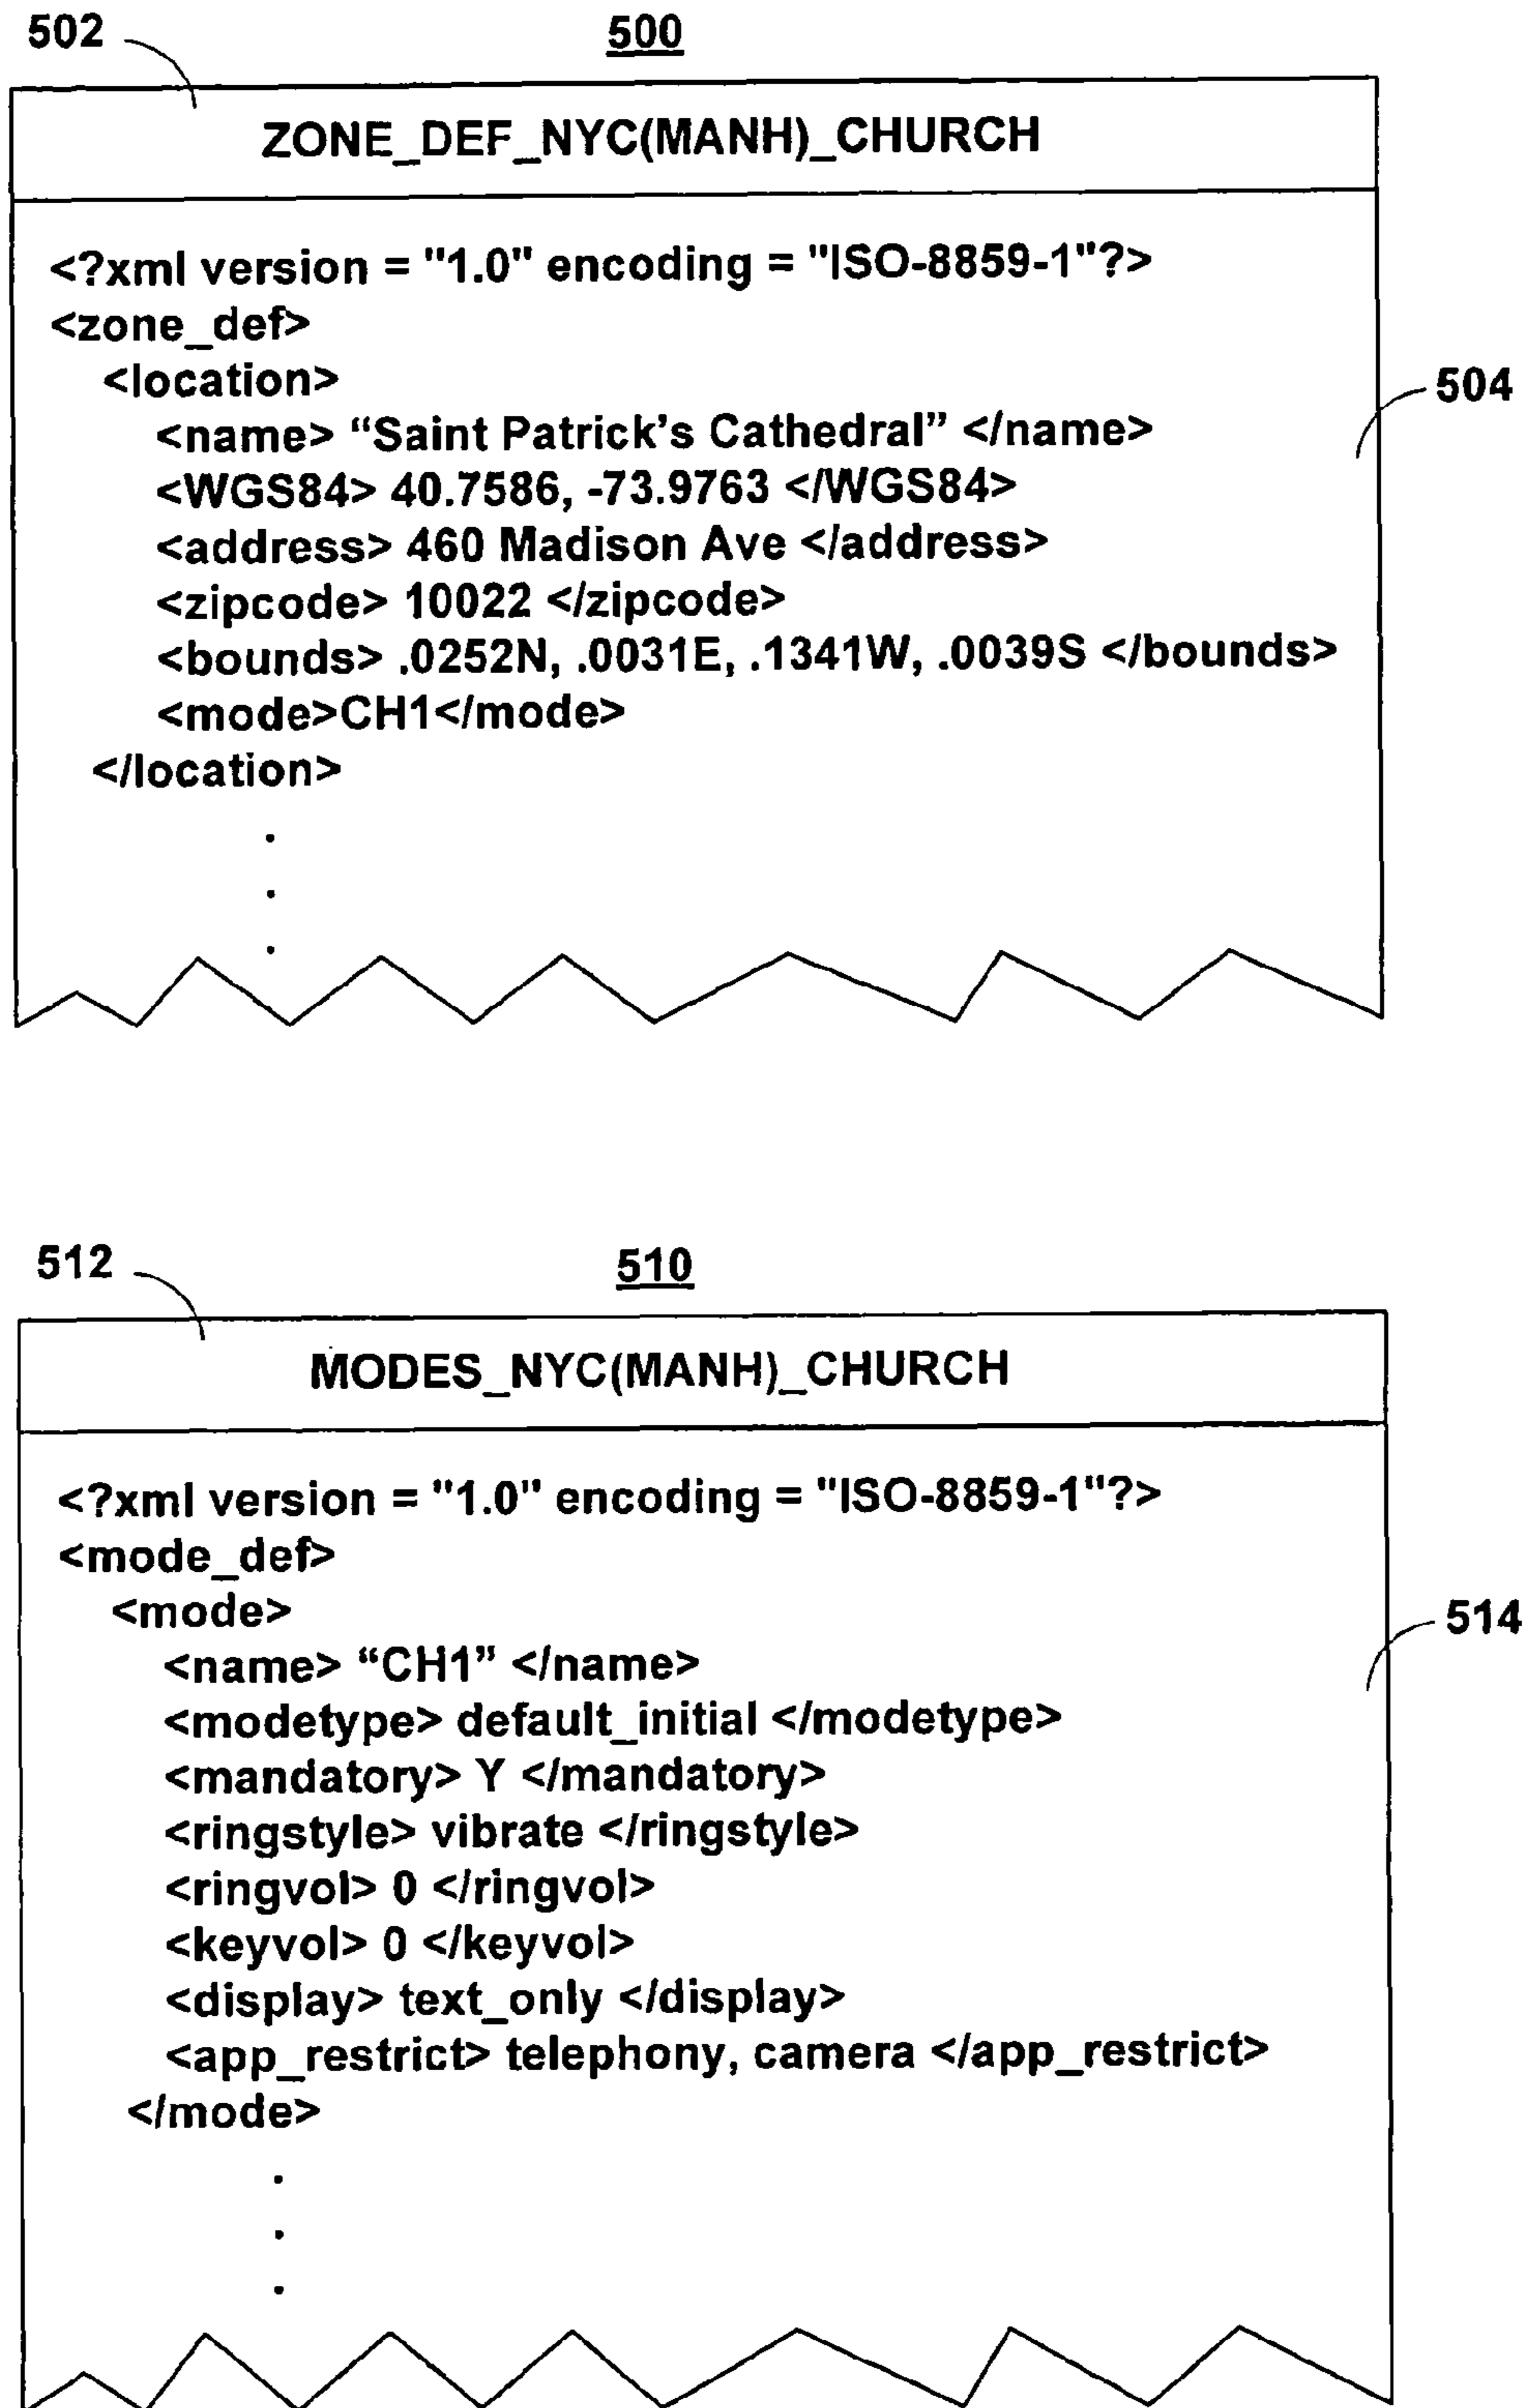 502
500
ZONE_DEF_NYC(MANH)_CHURCH
<?xml version = "1.0" encoding = "ISO-8859-1"?>
<zone_def>
<location>
504
<name> “Saint Patrick’s Cathedral” </name>
<WGS84> 40.7586, -73.9763 </WGS84>
<address> 460 Madison Ave </address>
<zipcode> 10022 </zipcode>
<bounds> .0252N, .0031E, .1341W, .0039S </bounds>
<mode>CH1</mode>
</location>
.
.
.
512
510
MODES_NYC(MANH)_CHURCH
<?xml version = "1.0" encoding = "ISO-8859-1"?>
<mode_def>
<mode>
514
<name> “CH1” </name>
<modetype> default_initial </modetype>
<mandatory> Y </mandatory>
<ringstyle> vibrate </ringstyle>
<ringvol> 0 </ringvol>
<keyvol> 0 </keyvol>
<display> text_only </display>
<app_restrict> telephony, camera </app_restrict>
</mode>
.
.
.